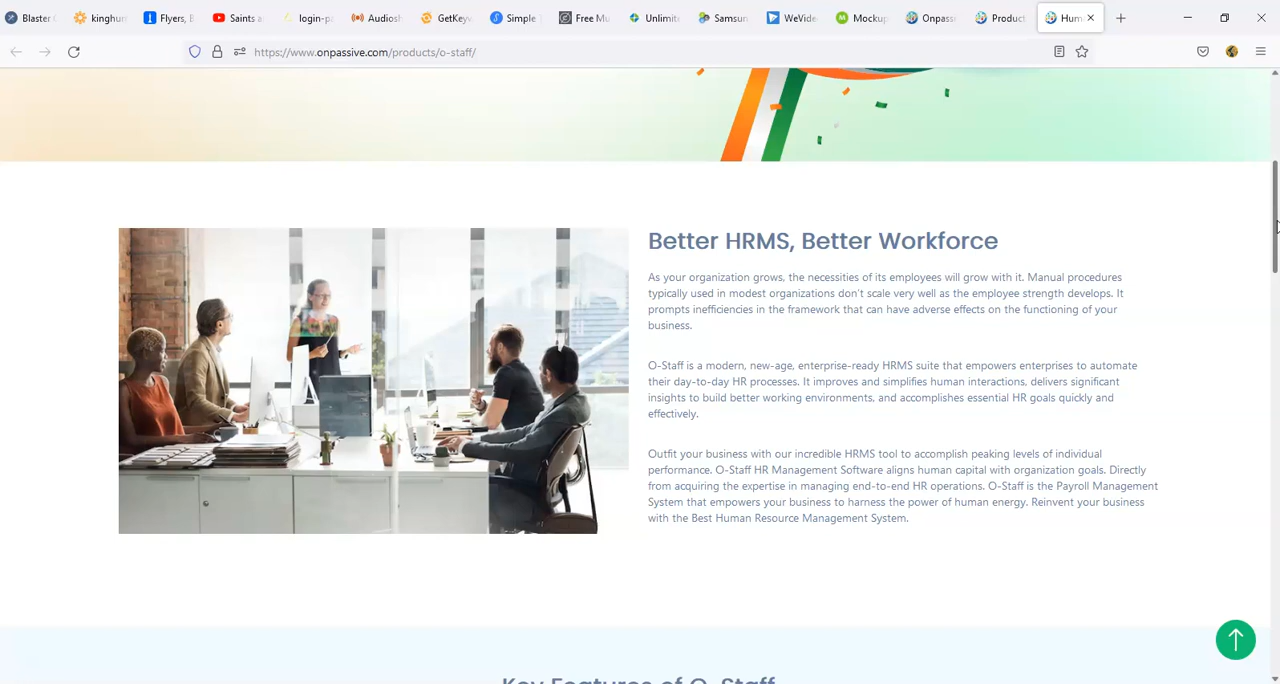 Blaster
kinghu
Flyers, B
Saints a
login-p
Audiosh
GetKey
Simple
Free Mu
Unlimit
Samsun
WeVide
Mockup
Onpass
Product
Hum
https://www.onpassive.com/products/o-staff/
Better HRMS, Better Workforce
As your organization grows, the necessities of its employees will grow with it. Manual procedures
typically used in modest organizations don't scale very well as the employee strength develops. It
prompts inefficiencies in the framework that can have adverse effects on the functioning of your
business.
O-Staff is a modern, new-age, enterprise-ready HRMS suite that empowers enterprises to automate
their day-to-day HR processes. It improves and simplifies human interactions, delivers significant
insights to build better working environments, and accomplishes essential HR goals quickly and
effectively.
Outfit your business with our incredible HRMS tool to accomplish peaking levels of individual
performance. O-Staff HR Management Software aligns human capital with organization goals. Directly
from acquiring the expertise in managing end-to-end HR operations. O-Staff is the Payroll Management
System that empowers your business to harness the power of human energy. Reinvent your business
with the Best Human Resource Management System.
Key Features of O-Staff